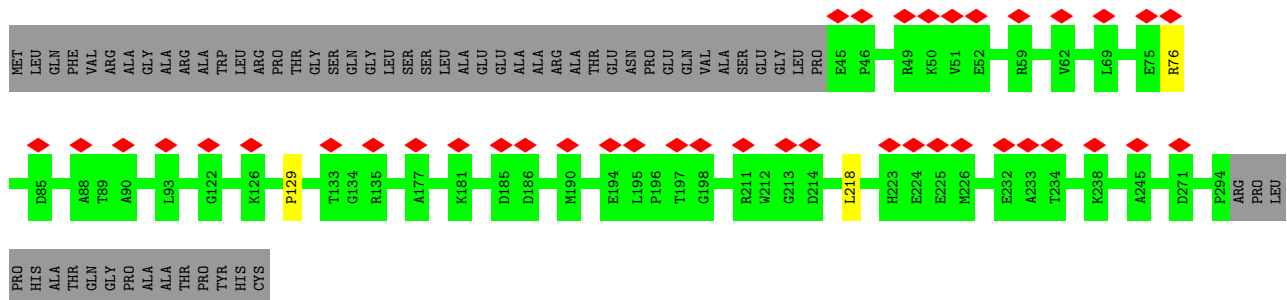 MET LEU GLN PHE VAL ARG ALA GLY ALA ARG ALA TRP LEU ARG PRO THR GLY SER GLN GLY LEU SER SER LEU ALA GLU GLU ALA ALA ARG ALA THR GLU ASN PRO GLU GLN VAL ALA SER GLU GLY LEU PRO E45 P46 R49 K50 V51 E52 R59 V62 L69 E75 R76
D85 A88 T89 A90 L93 G122 K126 P129 T133 G134 R135 A177 K181 D185 D186 M190 E194 L195 P196 T197 G198 R211 W212 G213 D214 L218 H223 E224 E225 M226 E232 A233 T234 K238 A245 D271 P294 ARG PRO LEU
PRO HIS ALA THR GLN GLY PRO ALA ALA THR PRO TYR HIS CYS